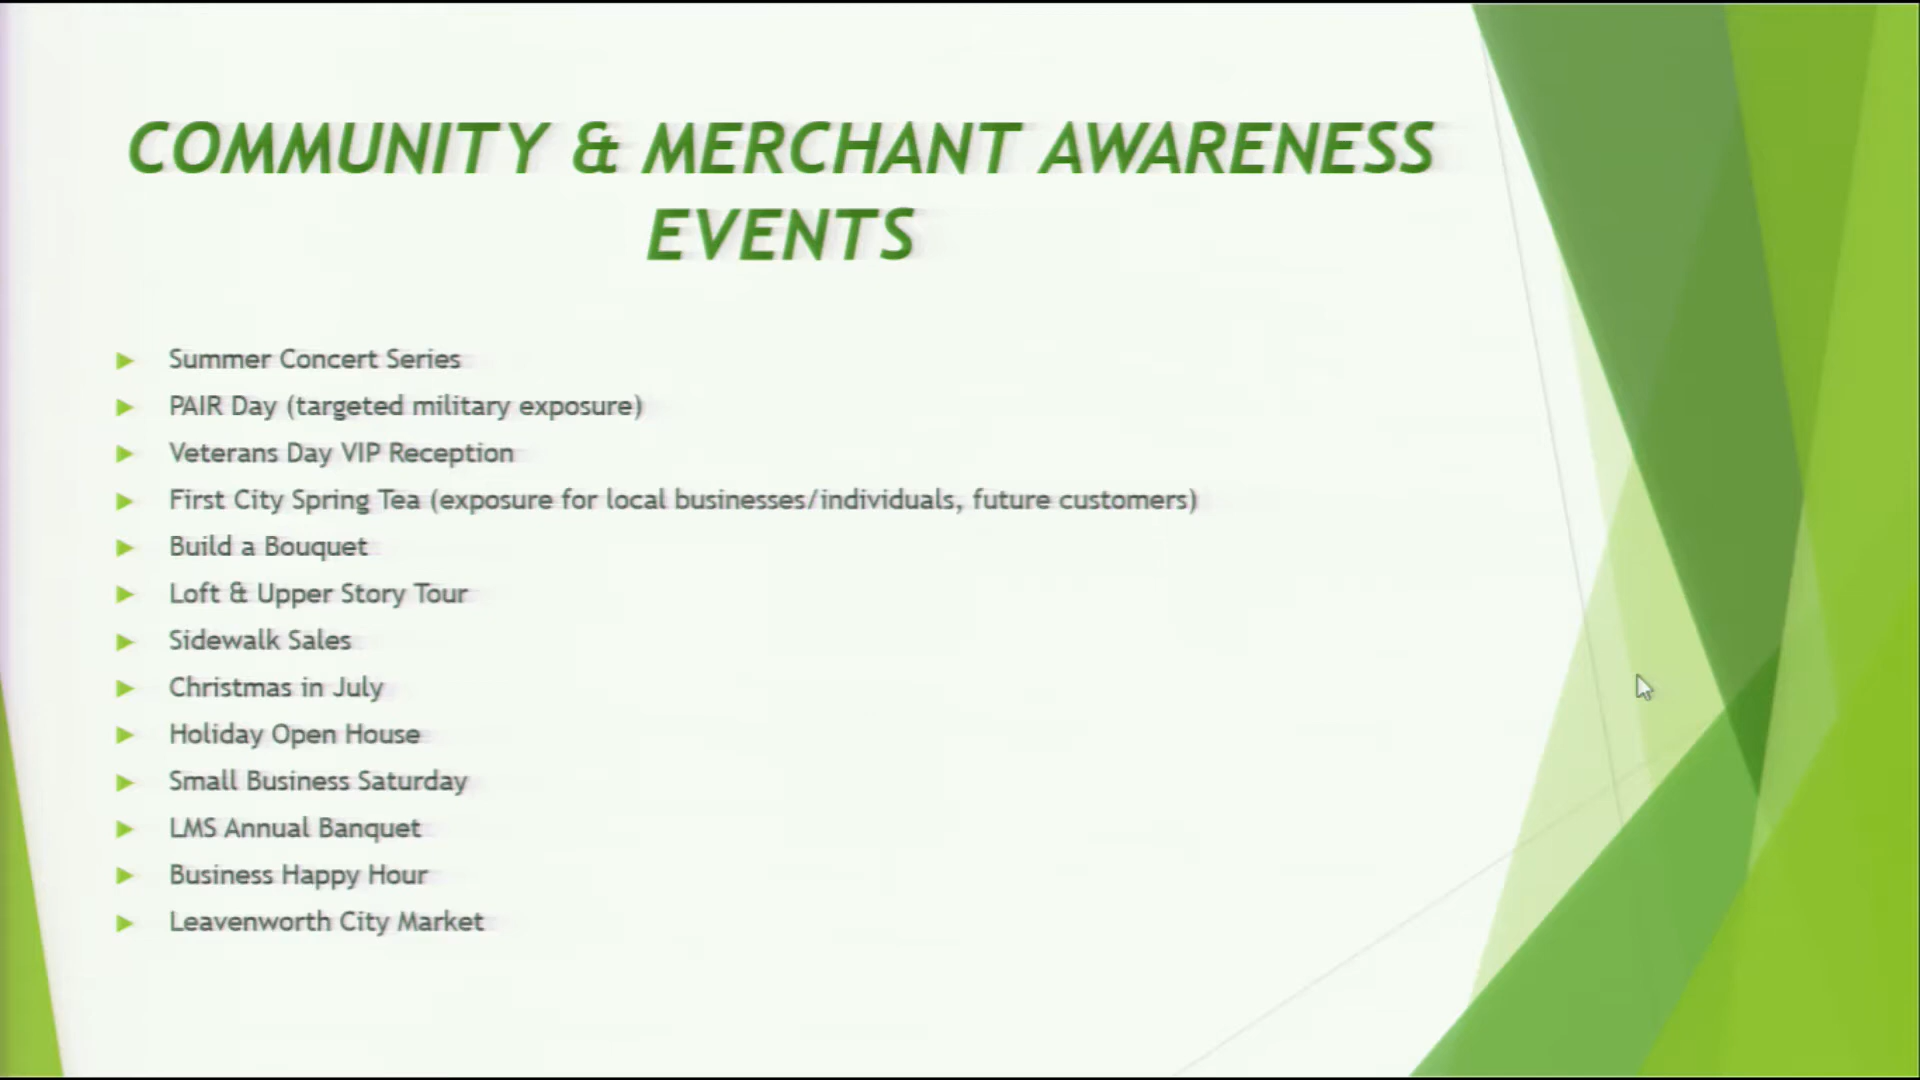 COMMUNITY & MERCHANT AWARENESS
EVENTS
Summer Concert Series
PAIR Day (targeted military exposure)
Veterans Day VIP Reception
First City Spring Tea (exposure for local businesses/individuals, future customers)
Build a Bouquet
Loft & Upper Story Tour
Sidewalk Sales
Christmas in July
Holiday Open House
Small Business Saturday
LMS Annual Banquet
Business Happy Hour
Leavenworth City Market